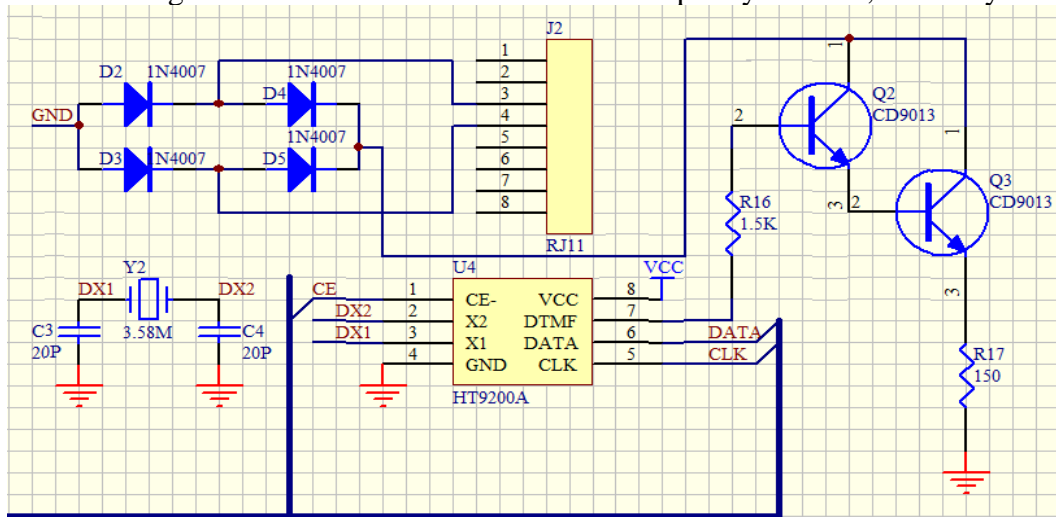 J2
1
2
3
4
5
6
7
8
RJ11
D2 1N4007
1N4007
D4
GND
1N4007
D3 N4007
D5
1
Q2
CD9013
2
3
2
1
Q3
CD9013
3
R16
1.5K
R17
150
Y2
DX1
DX2
C3
20P
3.58M
C4
20P
CE
DX2
DX1
U4
1 CE- VCC 8
2 X2 DTMF 7
3 X1 DATA 6
4 GND CLK 5
HT9200A
VCC
DATA
CLK